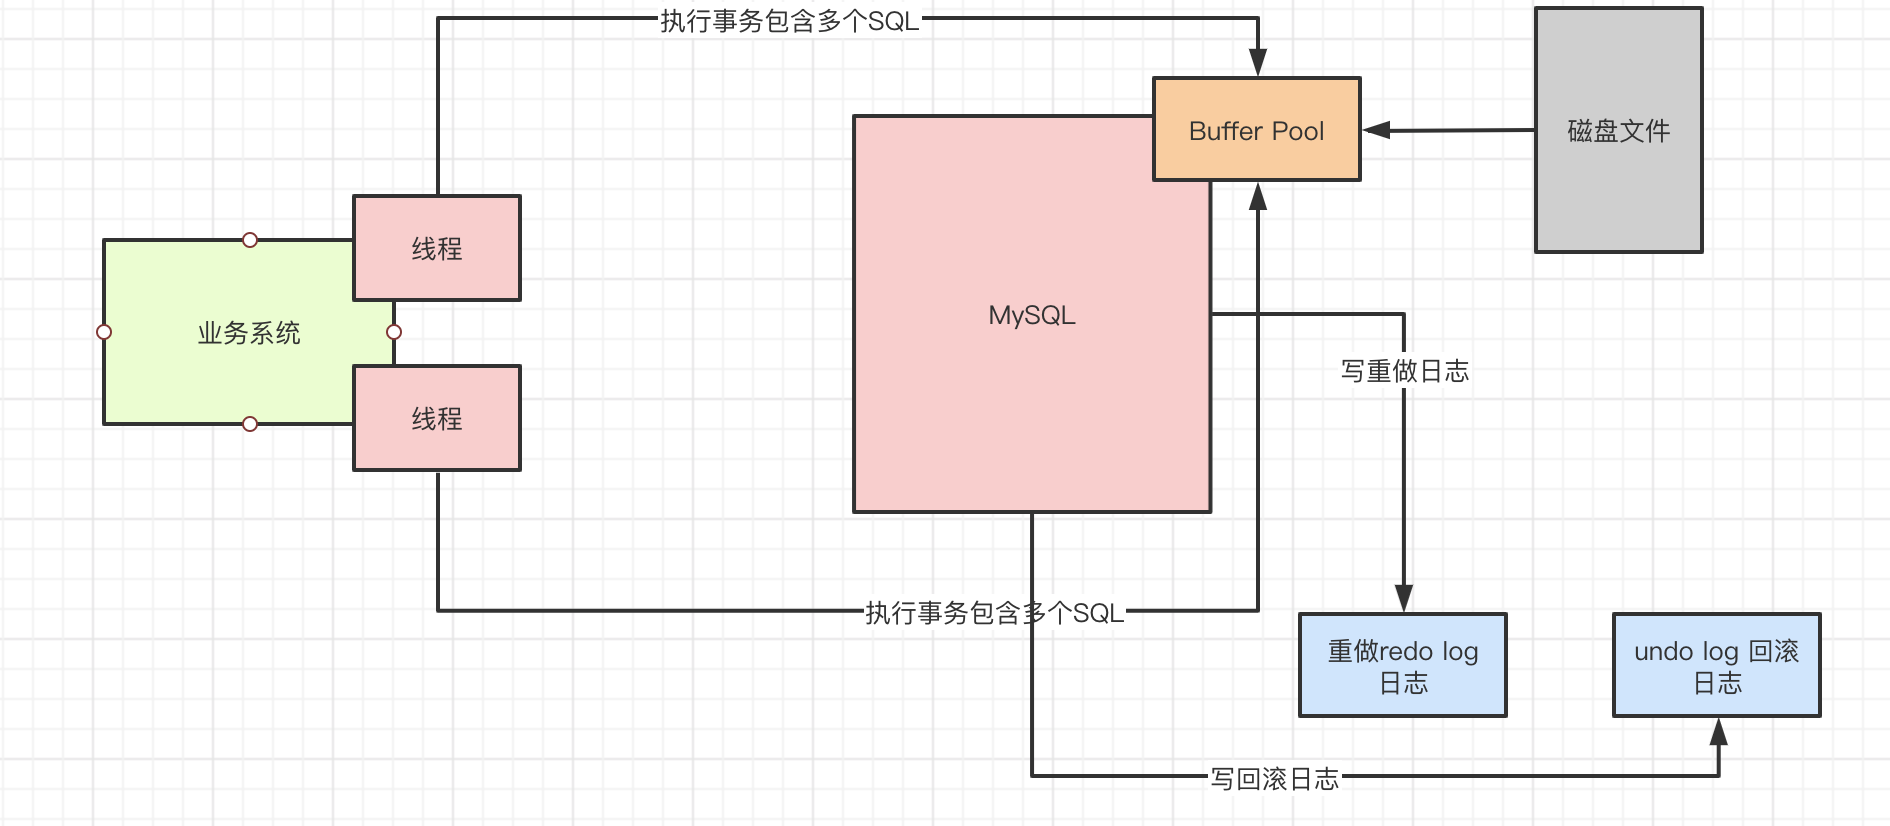 执行事务包含多个SQL
Buffer Pool
磁盘文件
线程
业务系统
MySQL
写重做日志
线程
执行事务包含多个SQL
重做redo log
日志
undo log 回滚
日志
写回滚日志